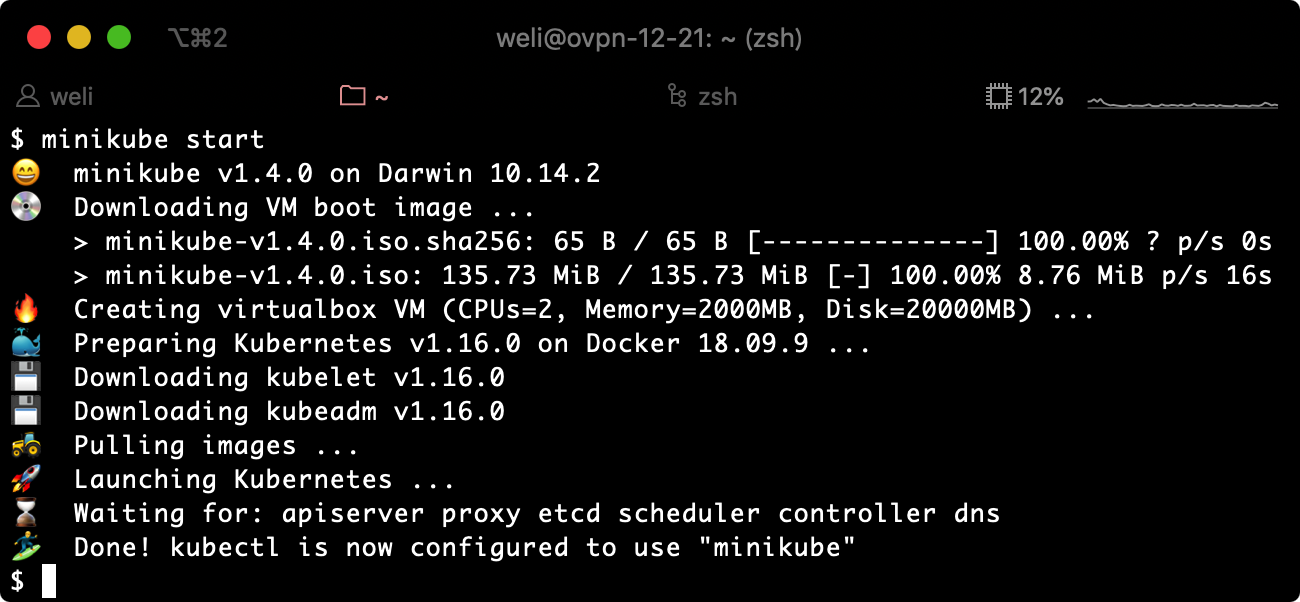 ⌥⌘2 weli@ovpn-12-21: ~ (zsh)
weli ~ zsh 12%
$ minikube start
😄 minikube v1.4.0 on Darwin 10.14.2
💿 Downloading VM boot image ...
> minikube-v1.4.0.iso.sha256: 65 B / 65 B [--------------] 100.00% ? p/s 0s
> minikube-v1.4.0.iso: 135.73 MiB / 135.73 MiB [-] 100.00% 8.76 MiB p/s 16s
🔥 Creating virtualbox VM (CPUs=2, Memory=2000MB, Disk=20000MB) ...
🐳 Preparing Kubernetes v1.16.0 on Docker 18.09.9 ...
💾 Downloading kubelet v1.16.0
💾 Downloading kubeadm v1.16.0
🚜 Pulling images ...
🚀 Launching Kubernetes ...
⌛ Waiting for: apiserver proxy etcd scheduler controller dns
🏄 Done! kubectl is now configured to use "minikube"
$